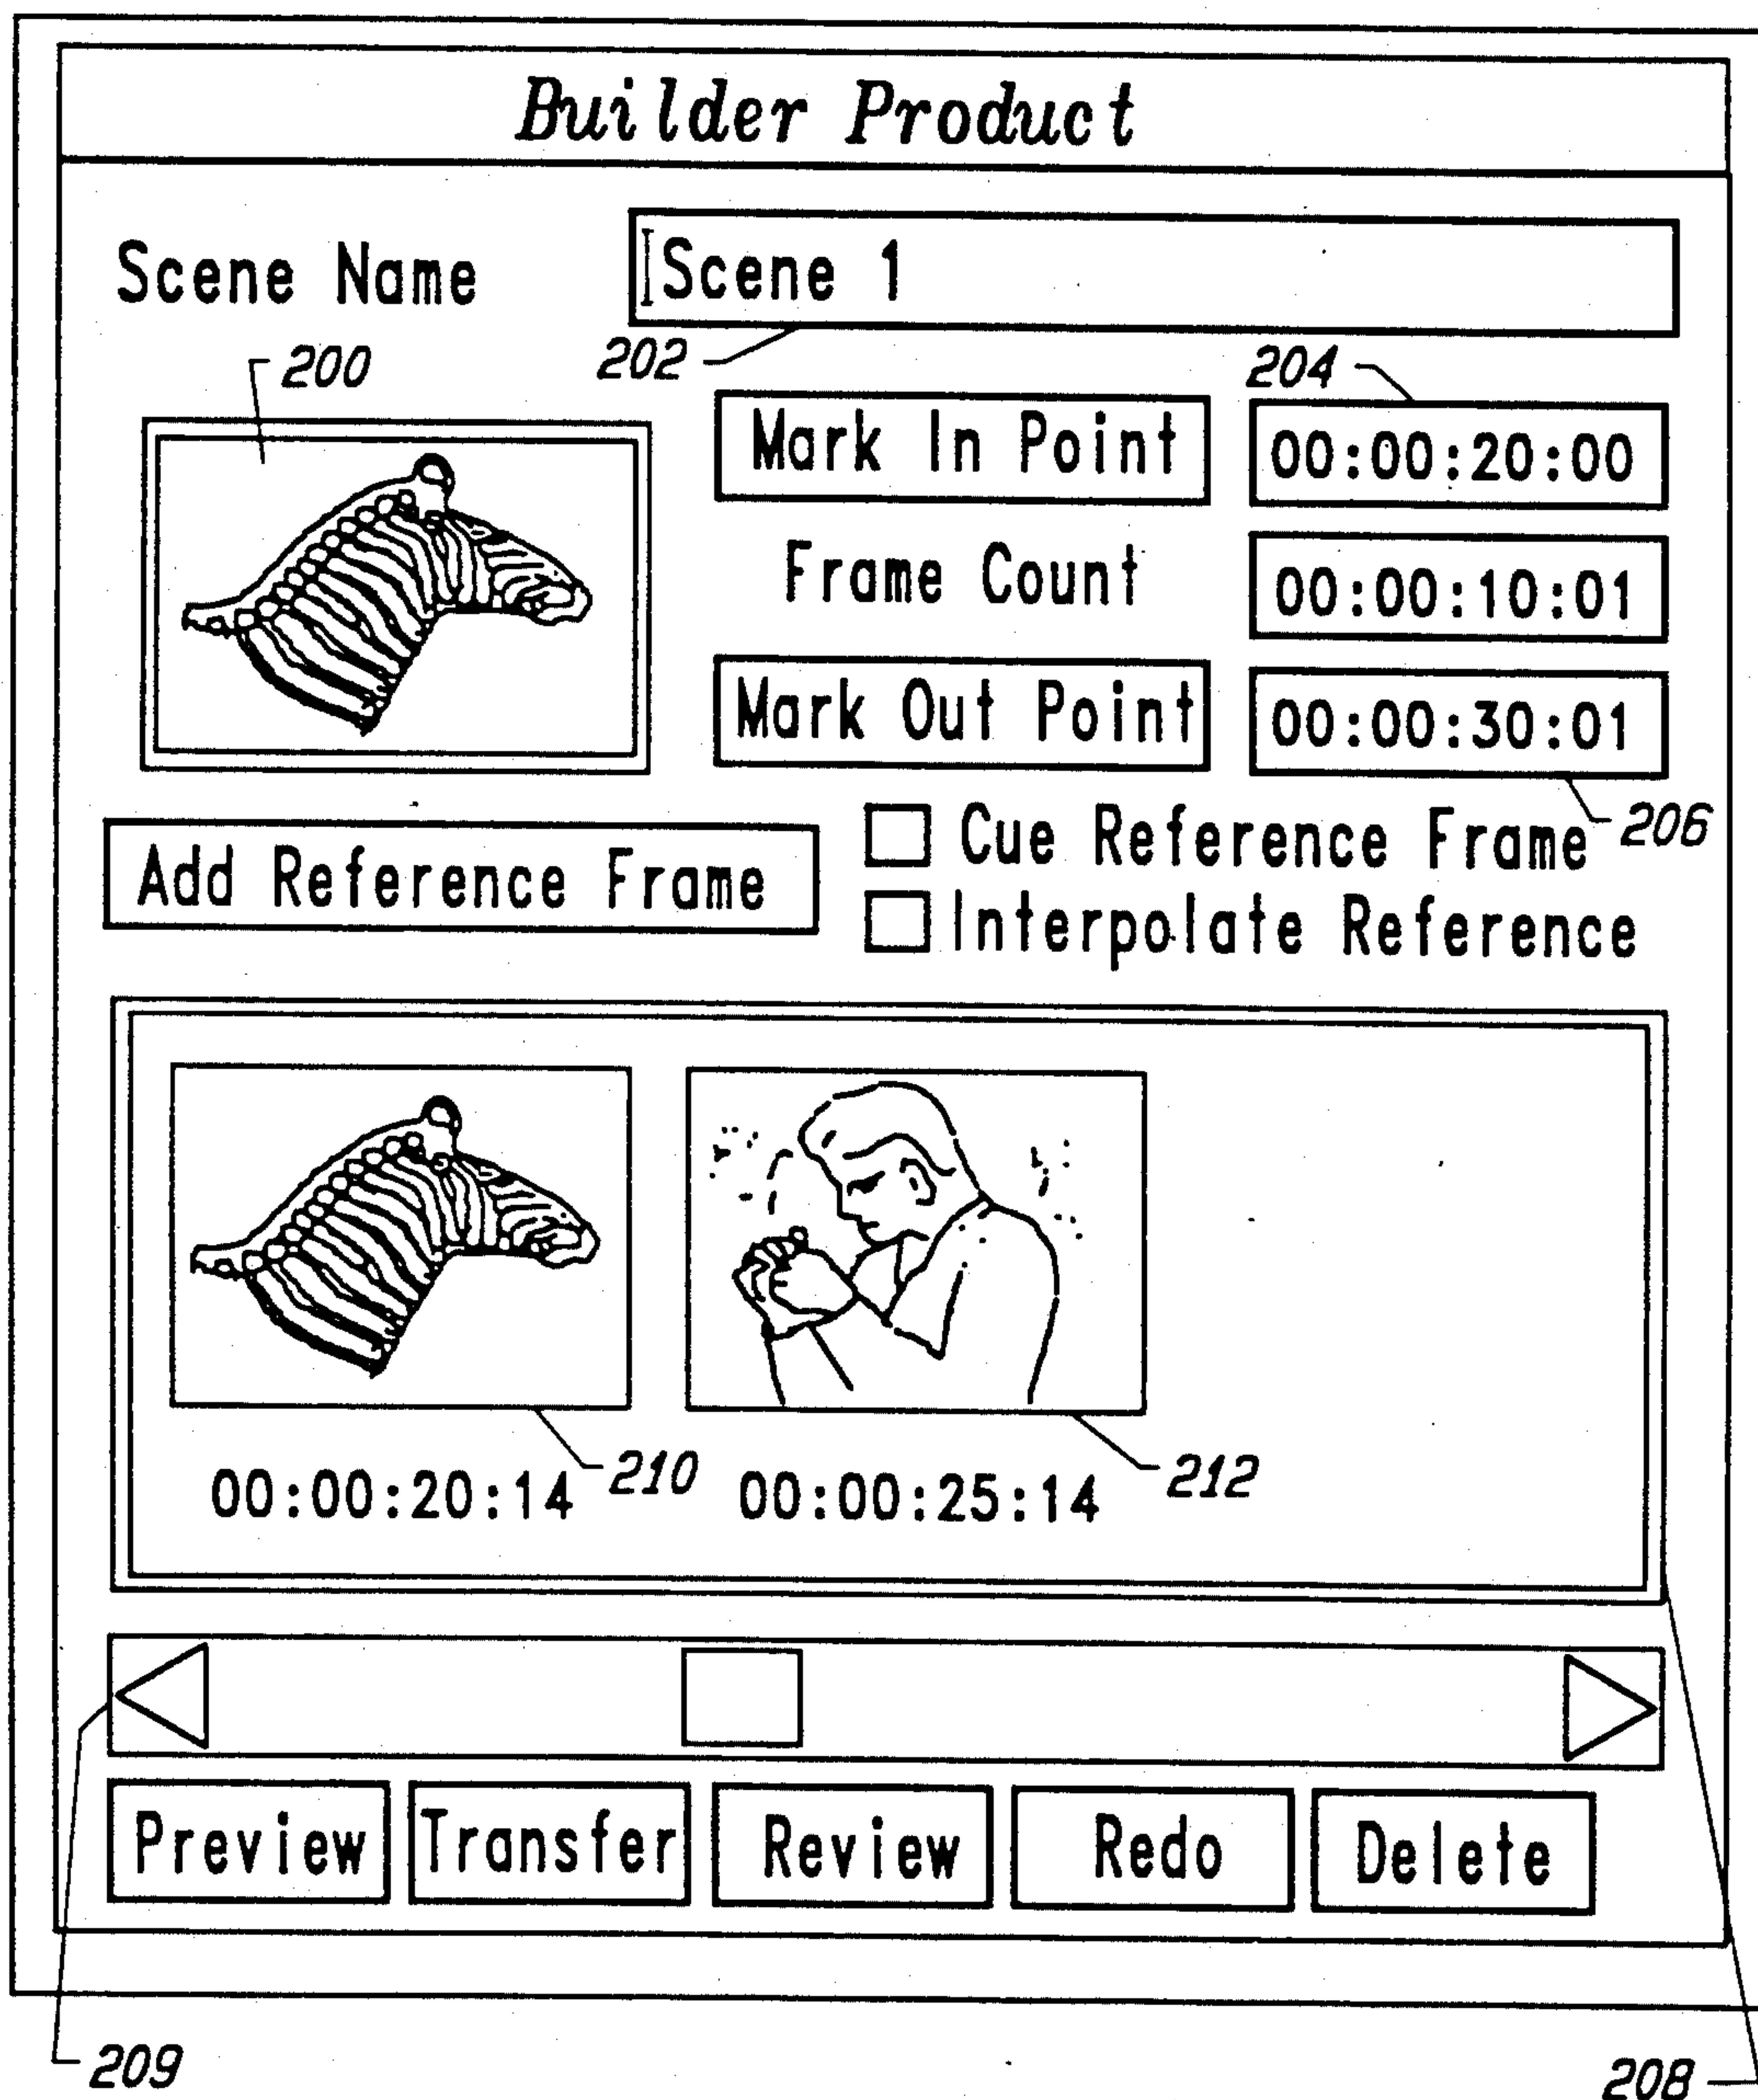 Builder Product
Scene Name
Scene 1
200
202
204
Mark In Point
00:00:20:00
Frame Count
00:00:10:01
Mark Out Point
00:00:30:01
206
Add Reference Frame
Cue Reference Frame
Interpolate Reference
210
212
00:00:20:14
00:00:25:14
Preview
Transfer
Review
Redo
Delete
209
208